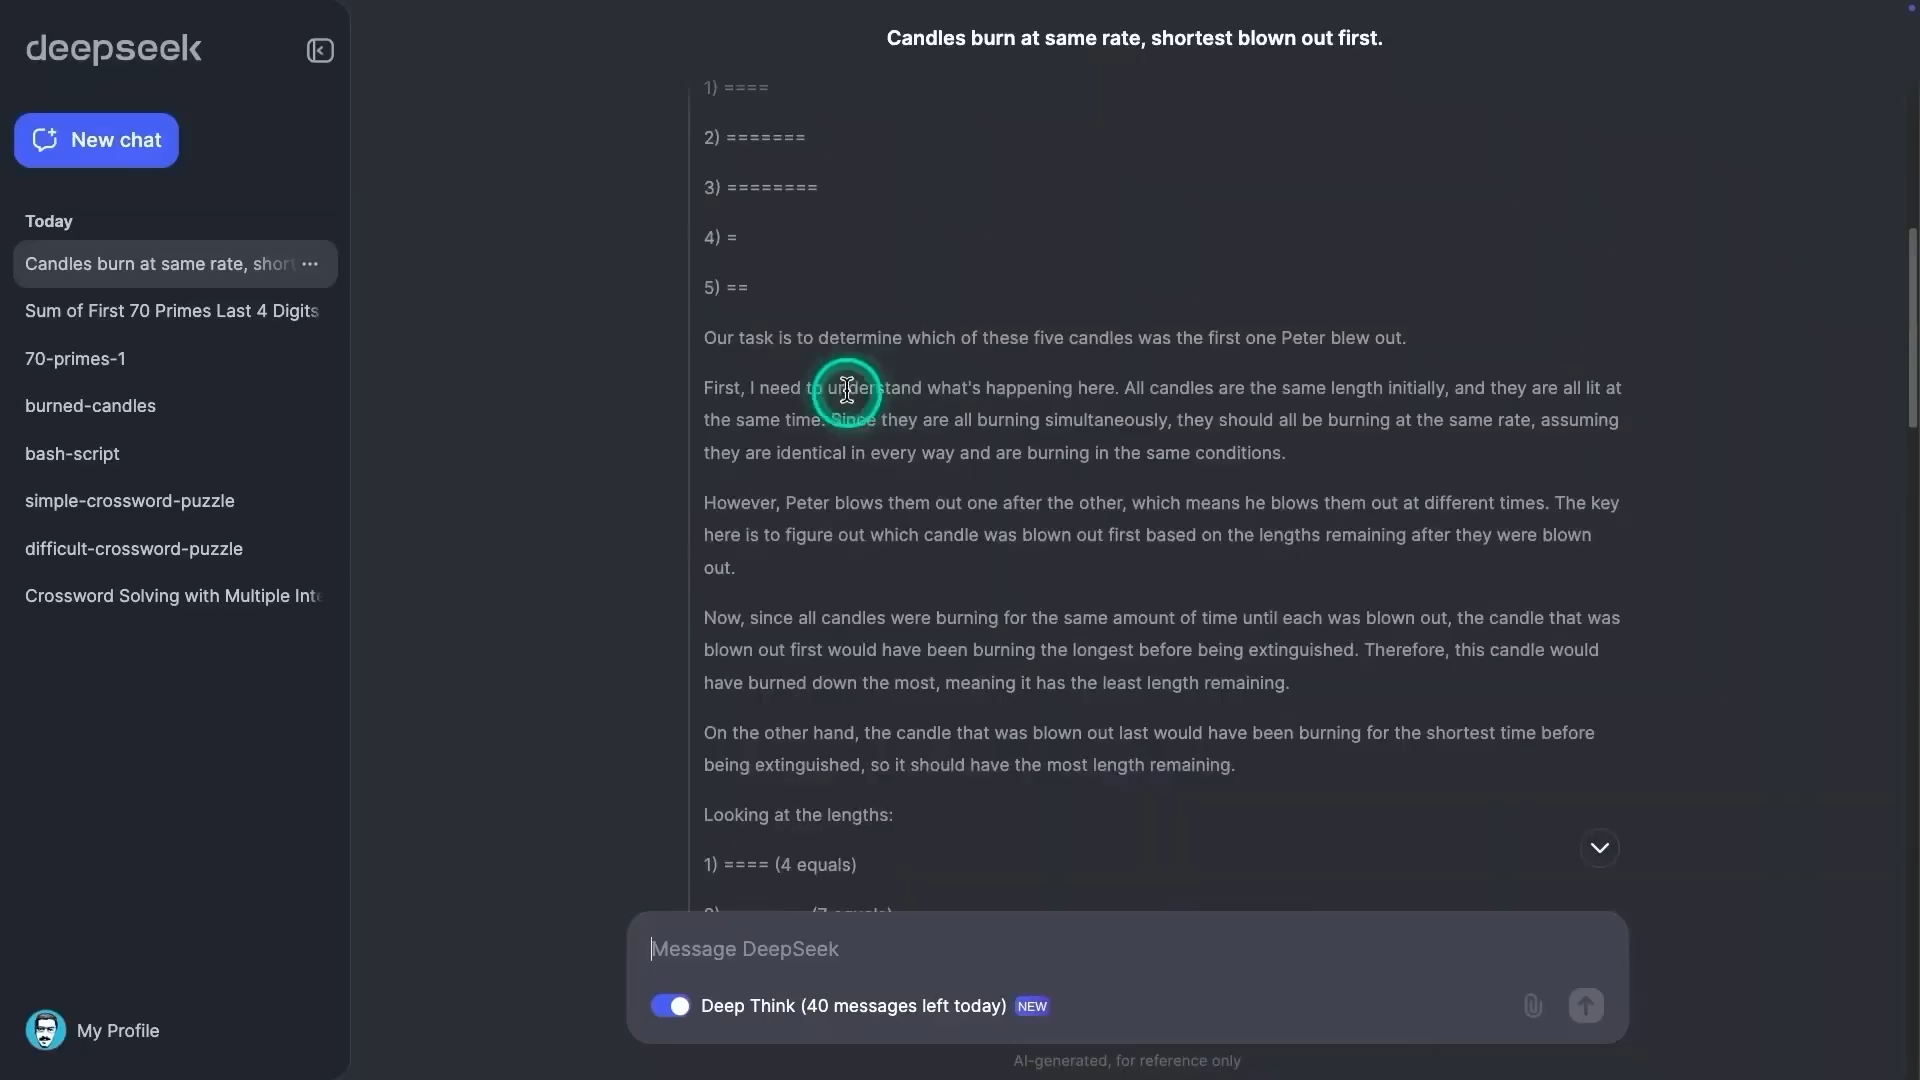 deepseek
New chat
Today
Candles burn at same rate, short
Sum of First 70 Primes Last 4 Digits
70-primes-1
burned-candles
bash-script
simple-crossword-puzzle
difficult-crossword-puzzle
Crossword Solving with Multiple Inte
My Profile
Candles burn at same rate, shortest blown out first.
1) ====
2) =======
3) ========
4) =
5) ==
Our task is to determine which of these five candles was the first one Peter blew out.
First, I need to understand what's happening here. All candles are the same length initially, and they are all lit at
the same time. Since they are all burning simultaneously, they should all be burning at the same rate, assuming
they are identical in every way and are burning in the same conditions.
However, Peter blows them out one after the other, which means he blows them out at different times. The key
here is to figure out which candle was blown out first based on the lengths remaining after they were blown
out.
Now, since all candles were burning for the same amount of time until each was blown out, the candle that was
blown out first would have been burning the longest before being extinguished. Therefore, this candle would
have burned down the most, meaning it has the least length remaining.
On the other hand, the candle that was blown out last would have been burning for the shortest time before
being extinguished, so it should have the most length remaining.
Looking at the lengths:
1) ==== (4 equals)
(7 equals)
Message DeepSeek
Deep Think (40 messages left today) NEW
AI-generated, for reference only